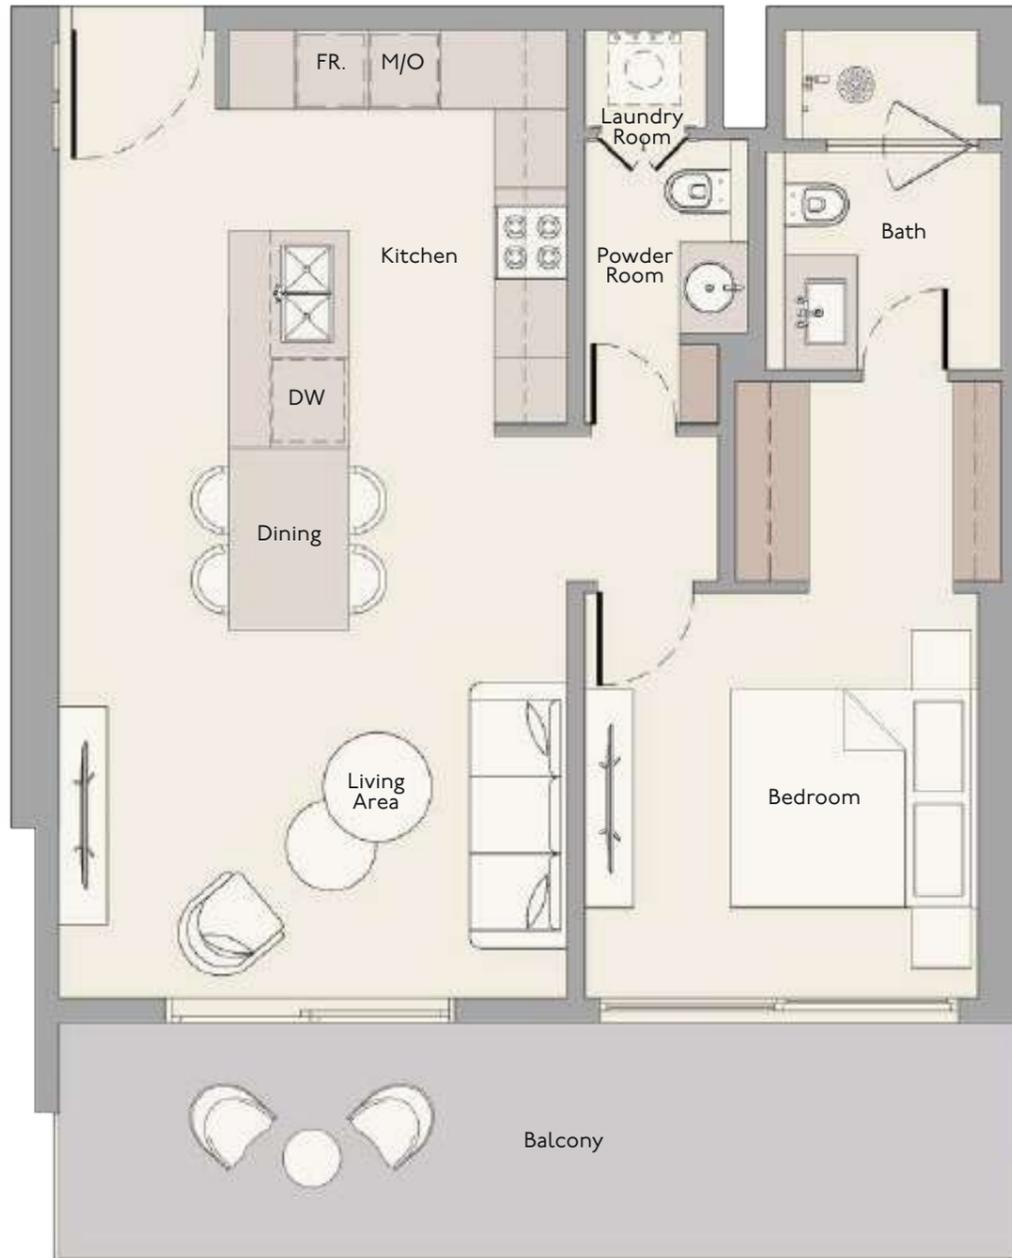 FR.
M/O
Laundry
Room
Kitchen
Powder
Room
Bath
DW
Dining
Living
Area
Bedroom
Balcony